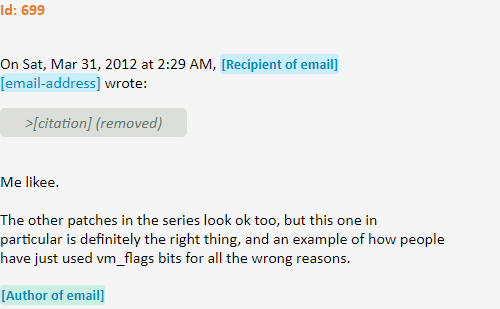 Id: 699
On Sat, Mar 31, 2012 at 2:29 AM, [Recipient of email]
[email-address] wrote:
>[citation] (removed)
Me likee.
The other patches in the series look ok too, but this one in
particular is definitely the right thing, and an example of how people
have just used vm_flags bits for all the wrong reasons.
[Author of email]